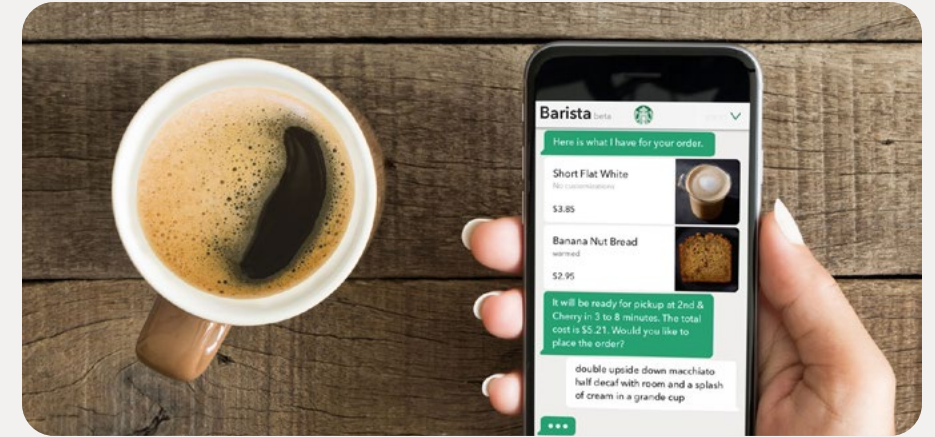 Barista beta
Here is what I have for your order.
Short Flat White
No customizations
$3.85
Banana Nut Bread
warmed
$2.95
It will be ready for pickup at 2nd &
Cherry in 3 to 8 minutes. The total
cost is $5.21. Would you like to
place the order?
double upside down macchiato
half decaf with room and a splash
of cream in a grande cup